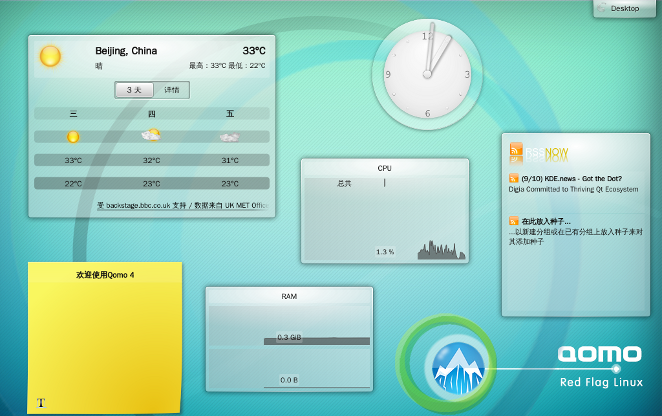 Desktop
Beijing, China
33°C
晴
最高：33°C 最低：22°C
3 天
详情
三 四 五
33°C 32°C 31°C
22°C 23°C 23°C
受 backstage.bbc.co.uk 支持 / 数据来自 UK MET Office
12
3
6
9
CPU
总共
1.3 %
RSSNOW
(9/10) KDE.news - Got the Dot?
Digia Committed to Thriving Qt Ecosystem
在此放入种子...
...以新建分组或在已有分组上放入种子来对
其添加种子
欢迎使用Qomo 4
T
RAM
0.3 GiB
0.0 B
qomo
Red Flag Linux